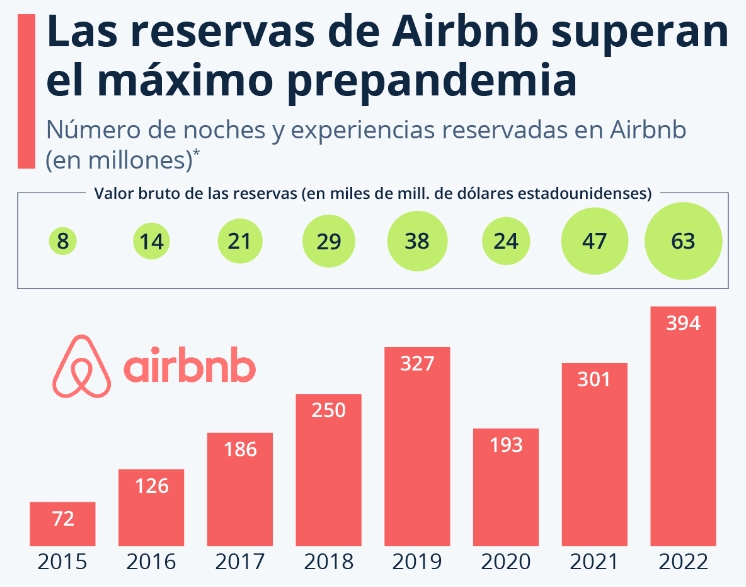 Las reservas de Airbnb superan
el máximo prepandemia
Número de noches y experiencias reservadas en Airbnb
(en millones)*
Valor bruto de las reservas (en miles de mill. de dólares estadounidenses)
8 14 21 29 38 24 47 63
airbnb
72 126 186 250 327 193 301 394
2015 2016 2017 2018 2019 2020 2021 2022